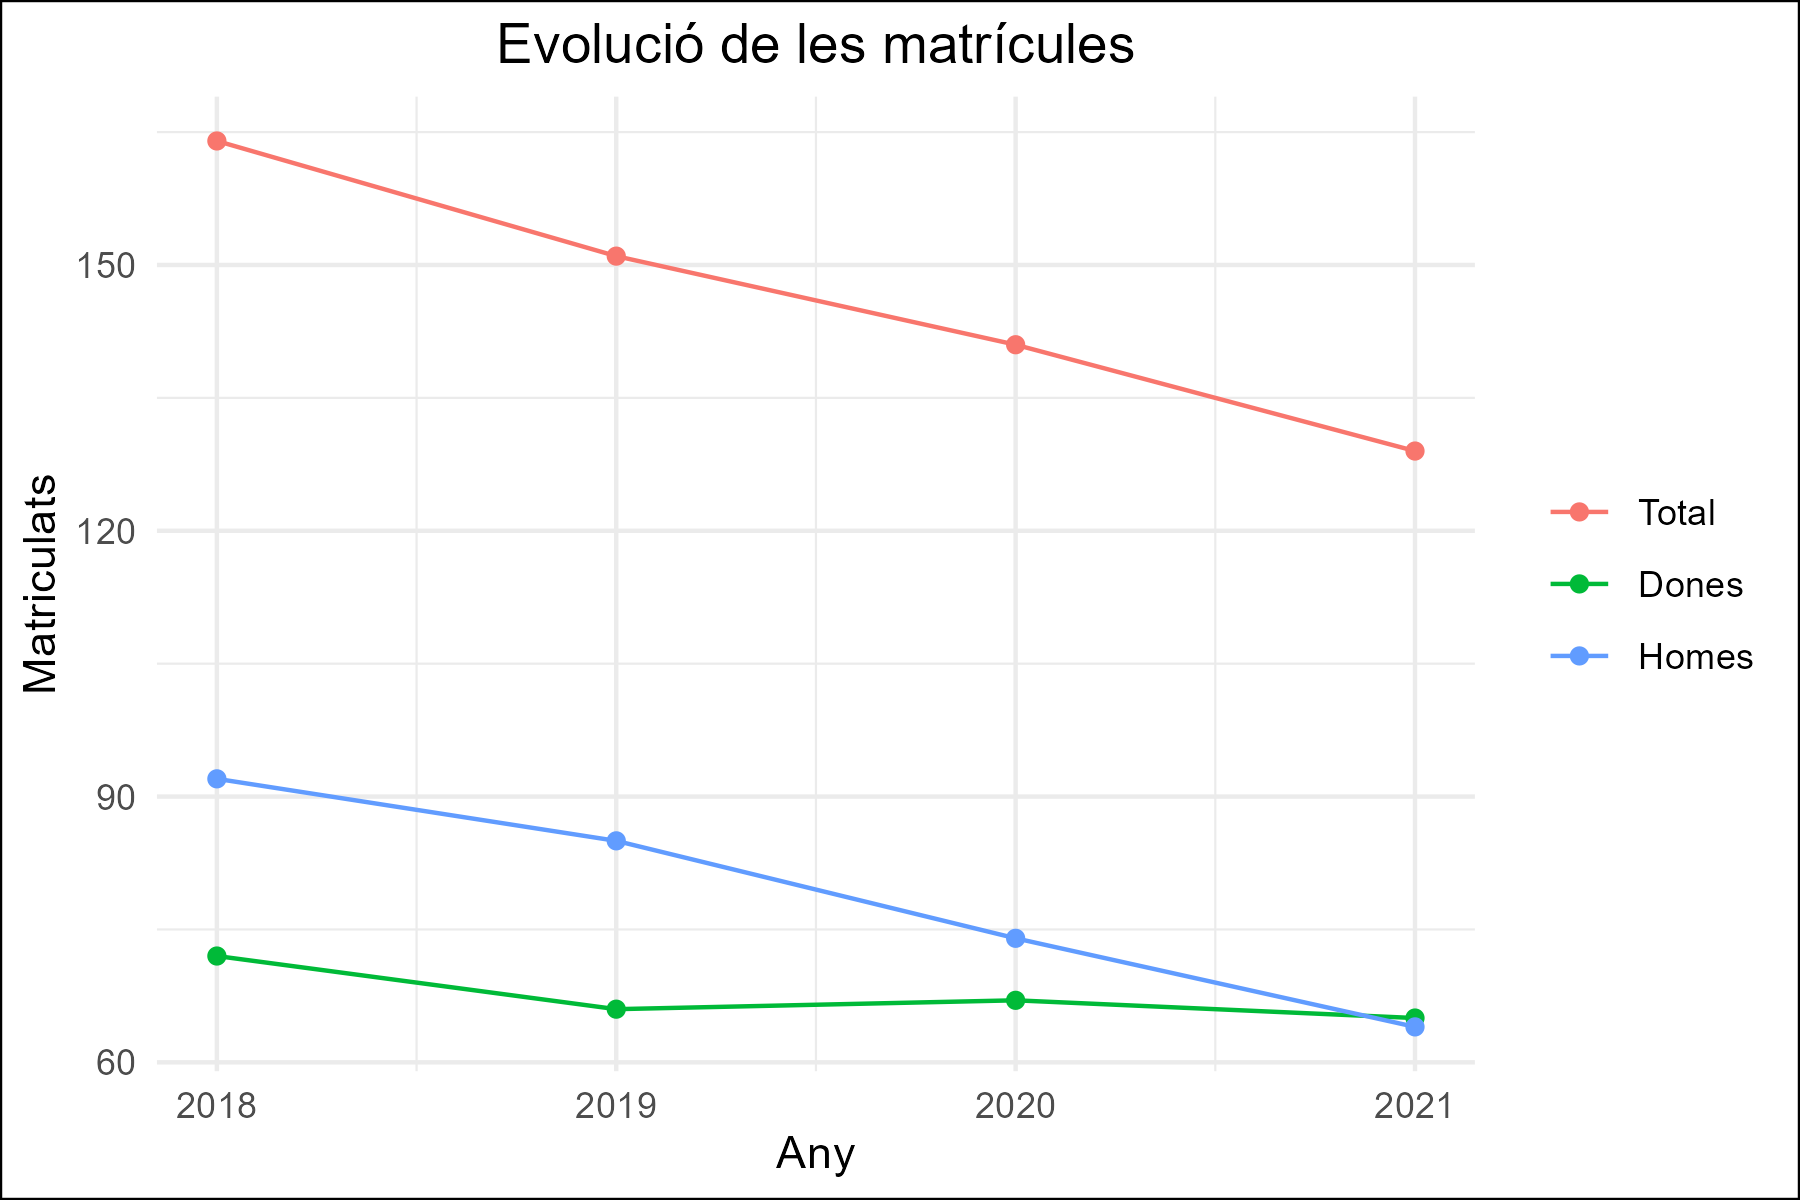 Evolució de les matrícules
Matriculats
150
120
90
60
2018 2019 2020 2021
Any
Total
Dones
Homes